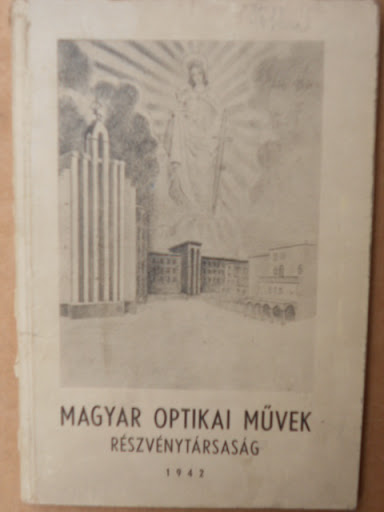 MAGYAR OPTIKAI MŰVEK
RÉSZVÉNYTÁRSASÁG
1942